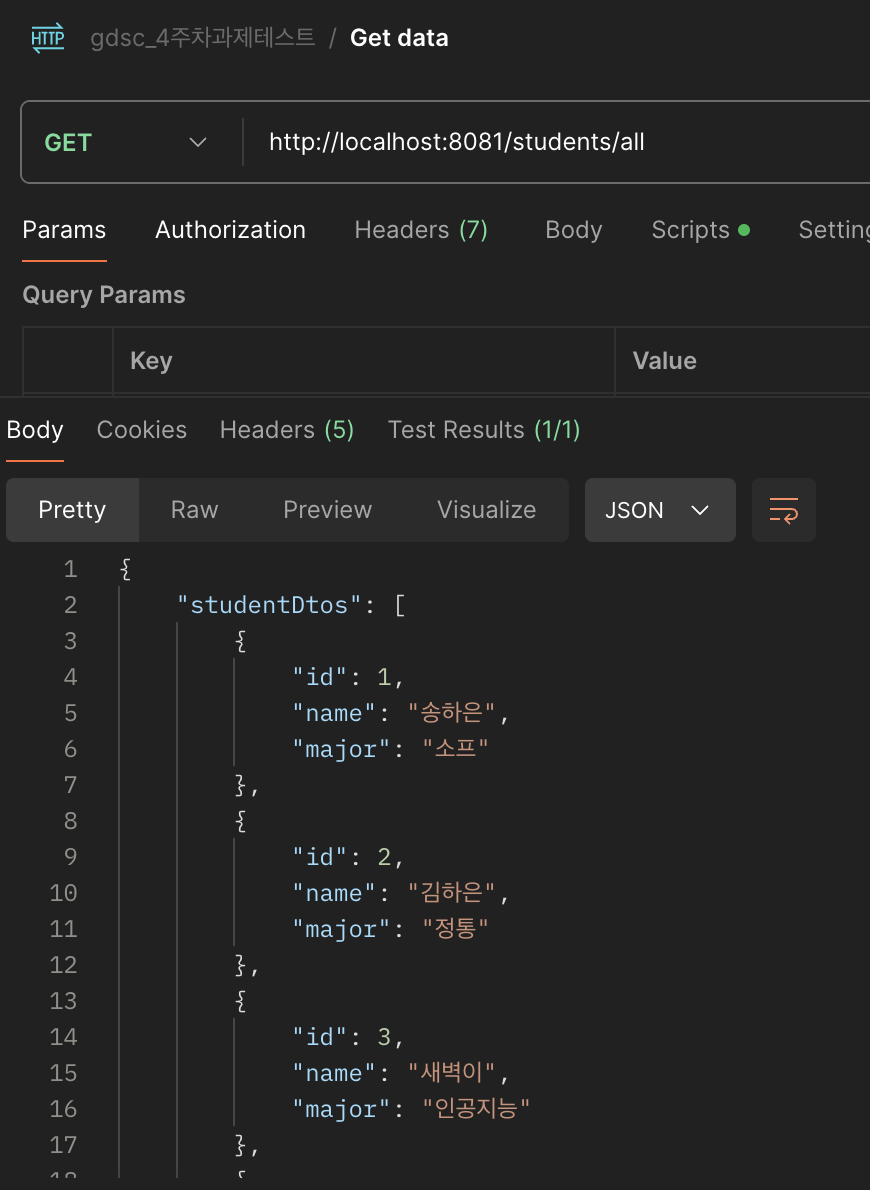 HTTP gdsc_4주차과제테스트 / Get data
GET http://localhost:8081/students/all
Params Authorization Headers (7) Body Scripts Setting
Query Params
Key Value
Body Cookies Headers (5) Test Results (1/1)
Pretty Raw Preview Visualize JSON
1 {
2 "studentDtos": [
3 {
4 "id": 1,
5 "name": "송하은",
6 "major": "소프"
7 },
8 {
9 "id": 2,
10 "name": "김하은",
11 "major": "정통"
12 },
13 {
14 "id": 3,
15 "name": "새벽이",
16 "major": "인공지능"
17 },
18 {